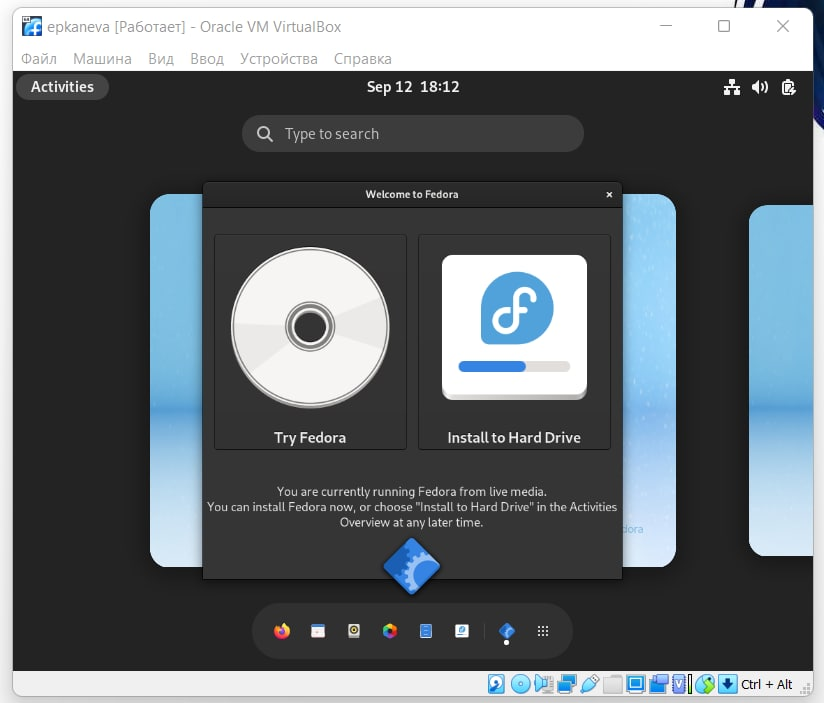 epkaneva [Работает] - Oracle VM VirtualBox
Файл Машина Вид Ввод Устройства Справка
Activities
Sep 12 18:12
Type to search
Welcome to Fedora
Try Fedora
Install to Hard Drive
You are currently running Fedora from live media.
You can install Fedora now, or choose "Install to Hard Drive" in the Activities
Overview at any later time.
dora
Ctrl + Alt